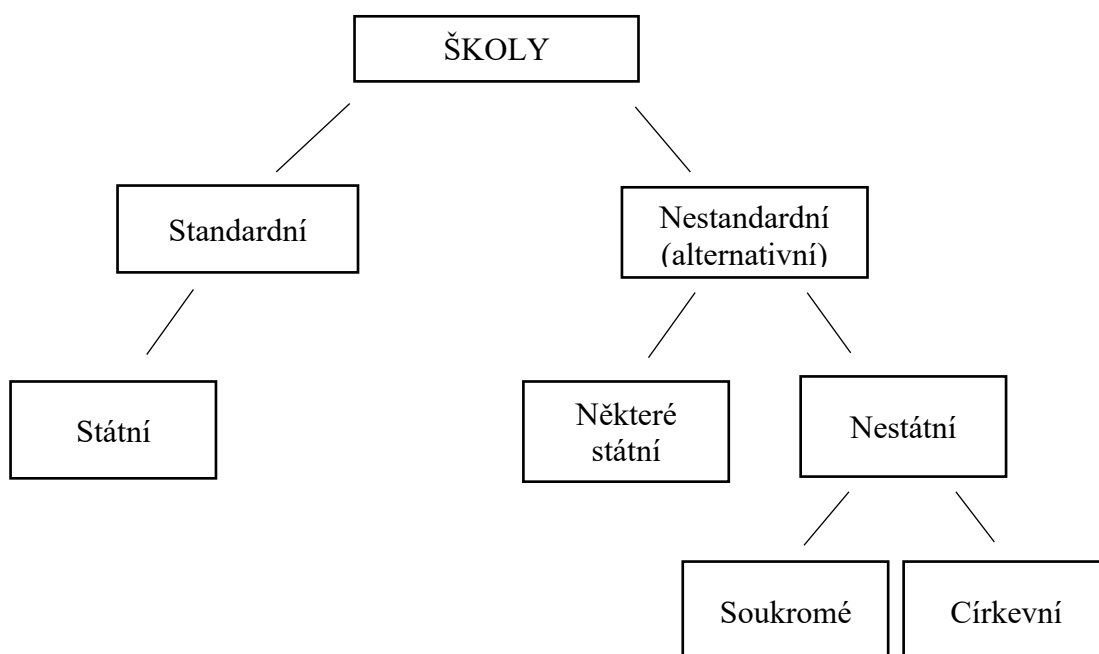 ŠKOLY
Standardní
Nestandardní
(alternativní)
Státní
Některé
státní
Nestátní
Soukromé
Církevní